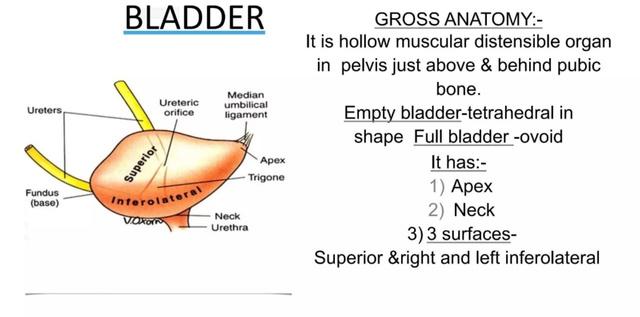 BLADDER
Ureters
Ureteric
orifice
Median
umbilical
ligament
Superior
Apex
Trigone
Inferolateral
Fundus
(base)
Neck
Urethra
GROSS ANATOMY:-
It is hollow muscular distensible organ
in pelvis just above & behind pubic
bone.
Empty bladder-tetrahedral in
shape Full bladder -ovoid
It has:-
1) Apex
2) Neck
3) 3 surfaces-
Superior &right and left inferolateral